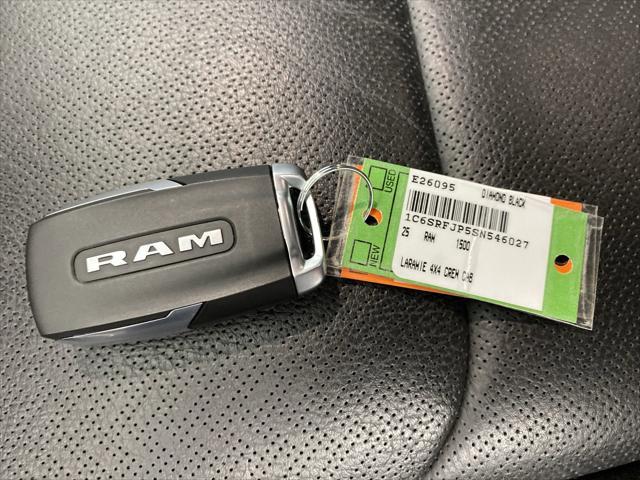 RAM
USED
NEW
E26095
DIAMOND BLACK
1C6SRFJP5SN546027
25 RAM 1500
LARAMIE 4X4 CREW CAB